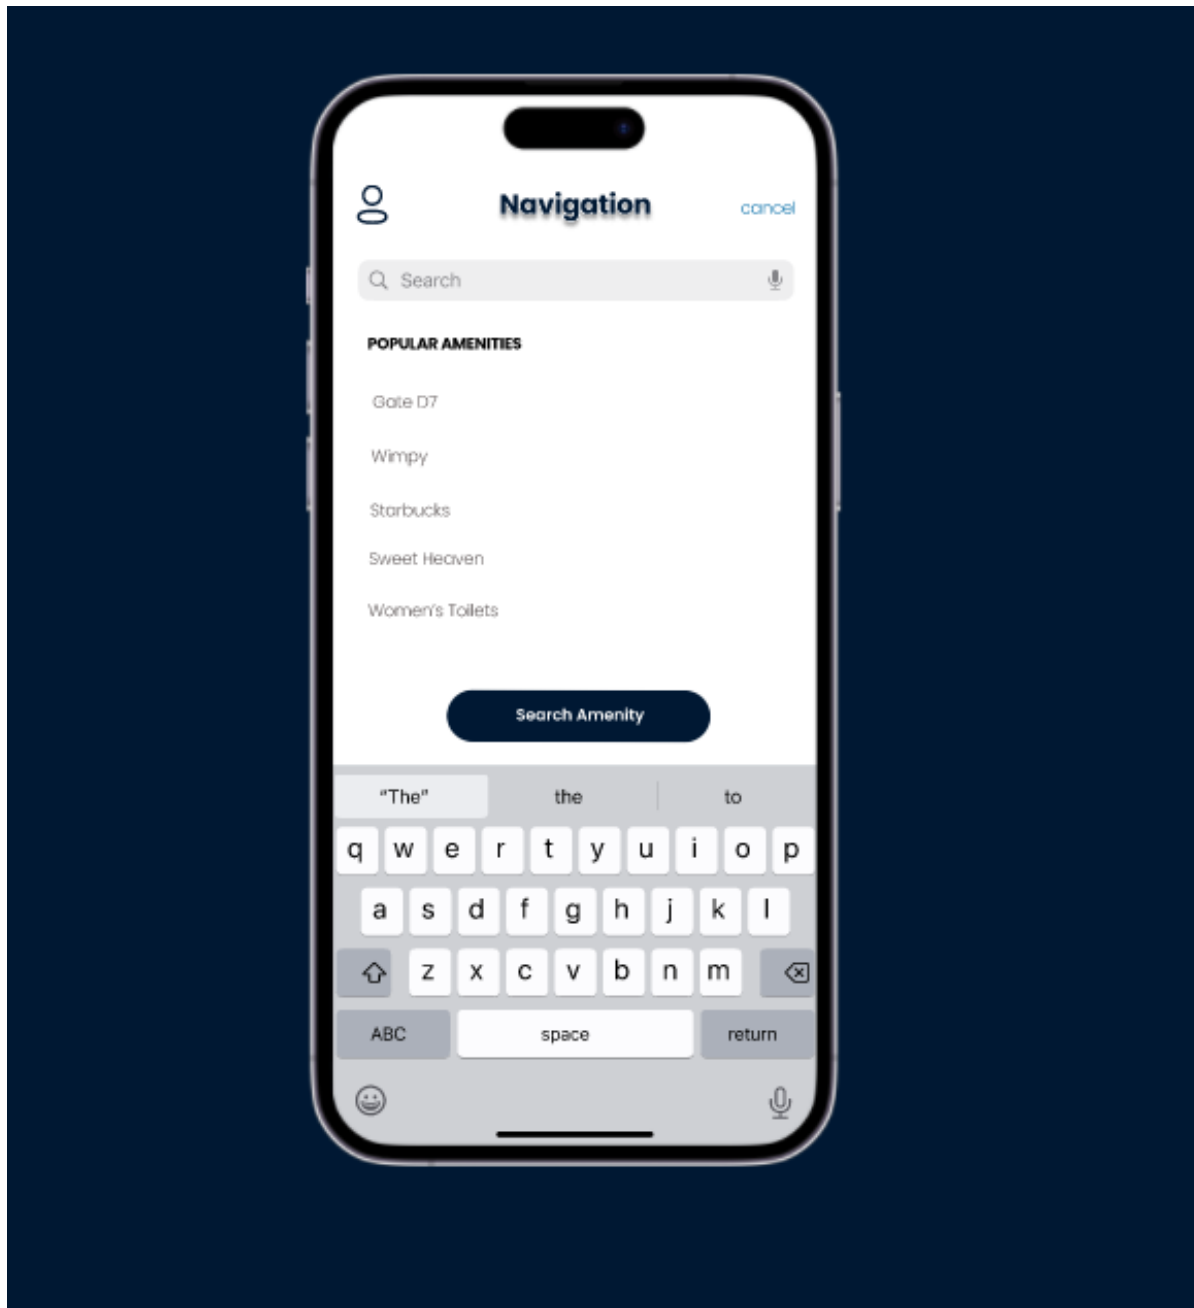 Navigation
cancel
Search
POPULAR AMENITIES
Gate D7
Wimpy
Starbucks
Sweet Heaven
Women's Toilets
Search Amenity
“The” the to
q w e r t y u i o p
a s d f g h j k l
z x c v b n m
ABC space return